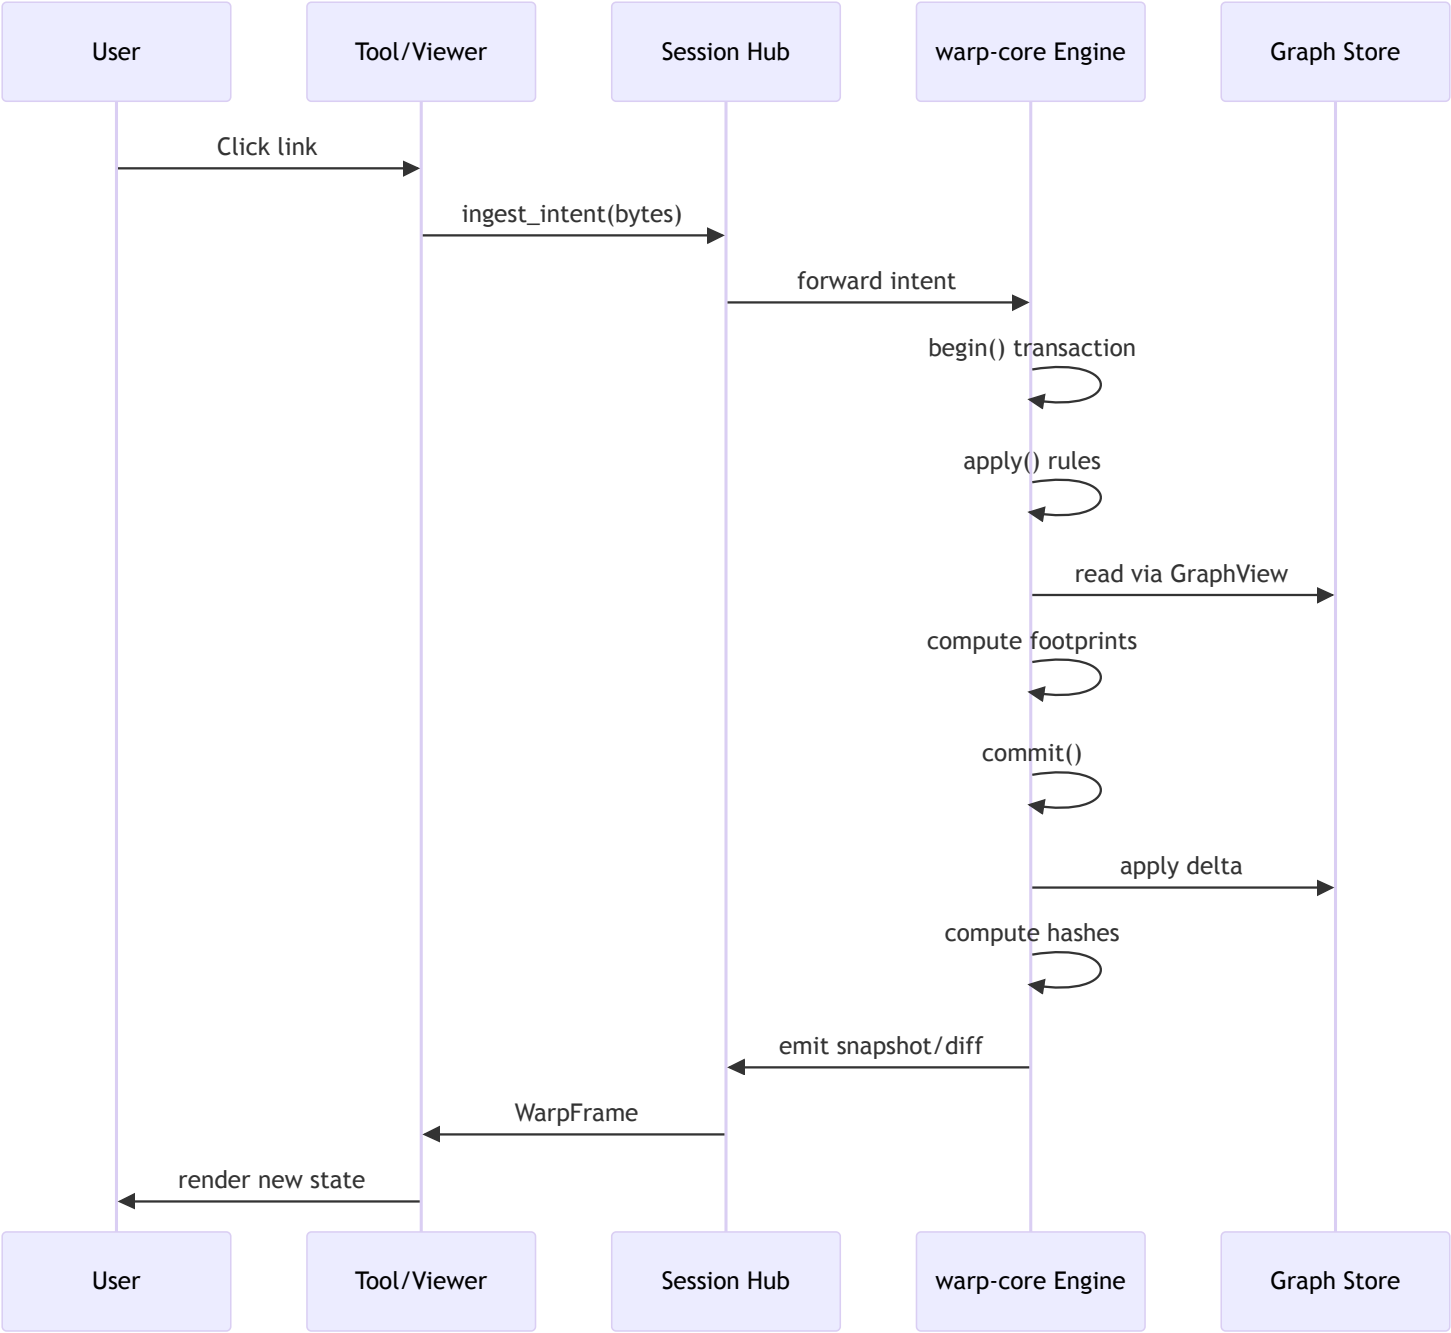 User
Tool/Viewer
Session Hub
warp-core Engine
Graph Store
Click link
ingest_intent(bytes)
forward intent
begin() transaction
apply() rules
read via GraphView
compute footprints
commit()
apply delta
compute hashes
emit snapshot/diff
WarpFrame
render new state
User
Tool/Viewer
Session Hub
warp-core Engine
Graph Store